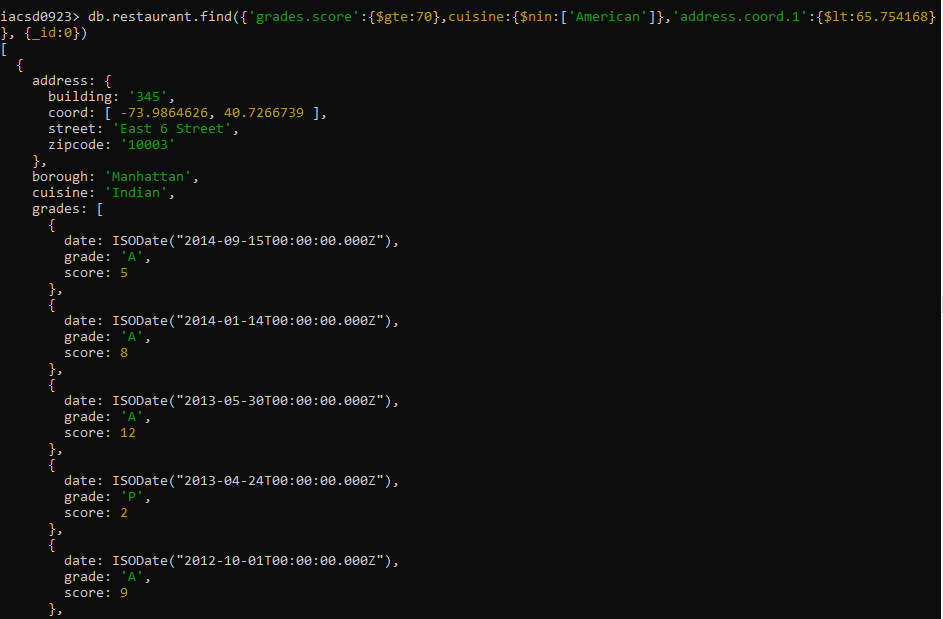 iacsd0923> db.restaurant.find({'grades.score':{$gte:70},cuisine:{$nin:['American']},'address.coord.1':{$lt:65.754168}
}, {_id:0})
[
  {
    address: {
      building: '345',
      coord: [ -73.9864626, 40.7266739 ],
      street: 'East 6 Street',
      zipcode: '10003'
    },
    borough: 'Manhattan',
    cuisine: 'Indian',
    grades: [
      {
        date: ISODate("2014-09-15T00:00:00.000Z"),
        grade: 'A',
        score: 5
      },
      {
        date: ISODate("2014-01-14T00:00:00.000Z"),
        grade: 'A',
        score: 8
      },
      {
        date: ISODate("2013-05-30T00:00:00.000Z"),
        grade: 'A',
        score: 12
      },
      {
        date: ISODate("2013-04-24T00:00:00.000Z"),
        grade: 'P',
        score: 2
      },
      {
        date: ISODate("2012-10-01T00:00:00.000Z"),
        grade: 'A',
        score: 9
      },